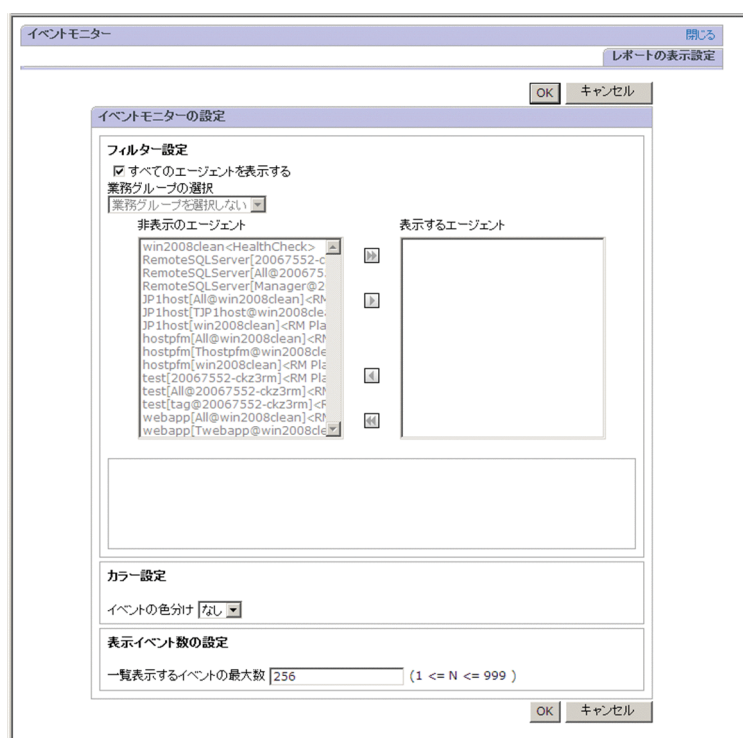 イベントモニター 閉じる
レポートの表示設定
OK キャンセル
イベントモニターの設定
フィルター設定
すべてのエージェントを表示する
業務グループの選択
業務グループを選択しない
非表示のエージェント 表示するエージェント
win2008clean<HealthCheck>
RemoteSQLServer[20067552-c
RemoteSQLServer[All@200675.
RemoteSQLServer[Manager@2
JP1host[All@win2008clean]<RM
JP1host[TJP1host@win2008cle.
JP1host[win2008clean]<RM Pla
hostpfm[All@win2008clean]<RM
hostpfm[Thostpfm@win2008cle
hostpfm[win2008clean]<RM Pla
test[20067552-ckz3rm]<RM Pla
test[All@20067552-ckz3rm]<R
test[tag@20067552-ckz3rm]<R
webapp[All@win2008clean]<RM
webapp[Twebapp@win2008cle
カラー設定
イベントの色分け なし
表示イベント数の設定
一覧表示するイベントの最大数 256 (1 <= N <= 999 )
OK キャンセル